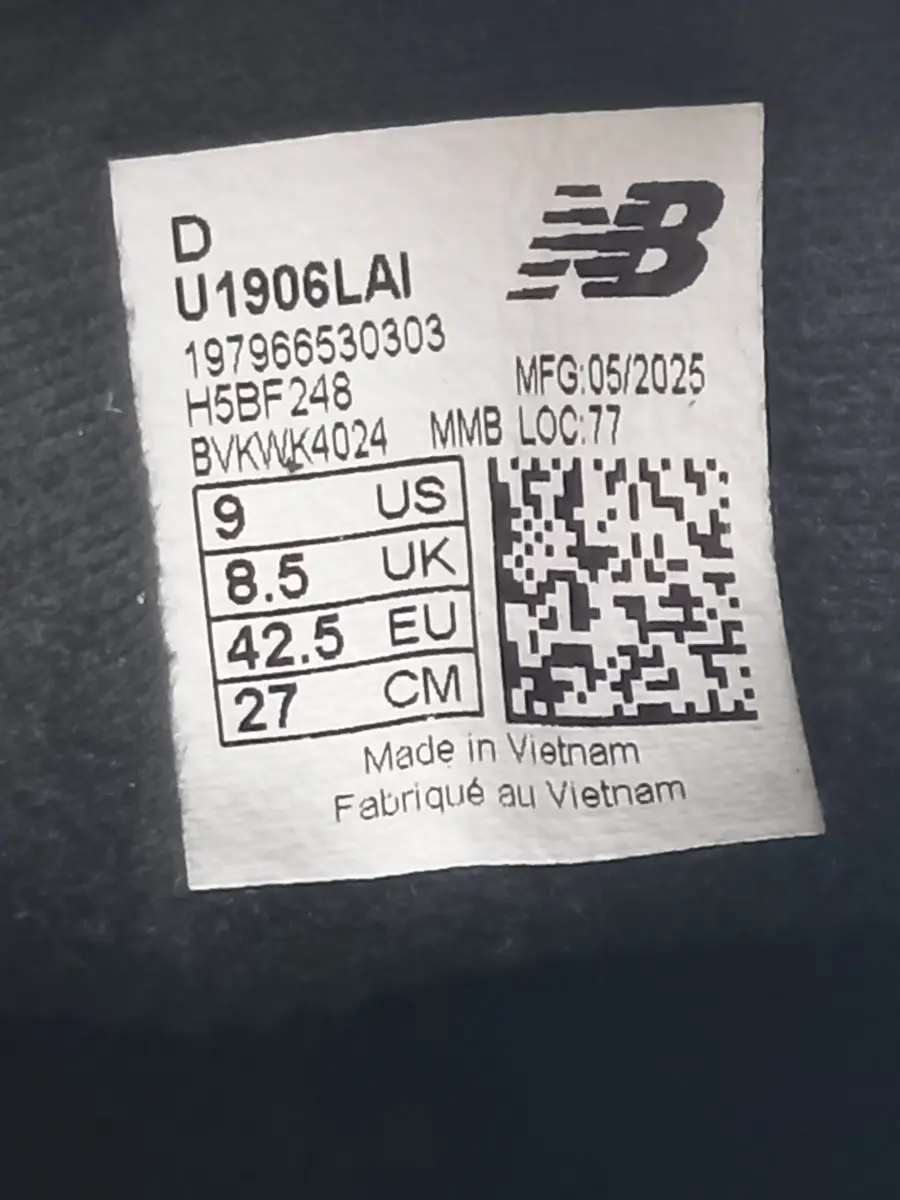 D
NB
U1906LAI
197966530303
H5BF248
MFG:05/2025
BVKWK4024 MMB LOC:77
9 US
8.5 UK
42.5 EU
27 CM
Made in Vietnam
Fabriqué au Vietnam